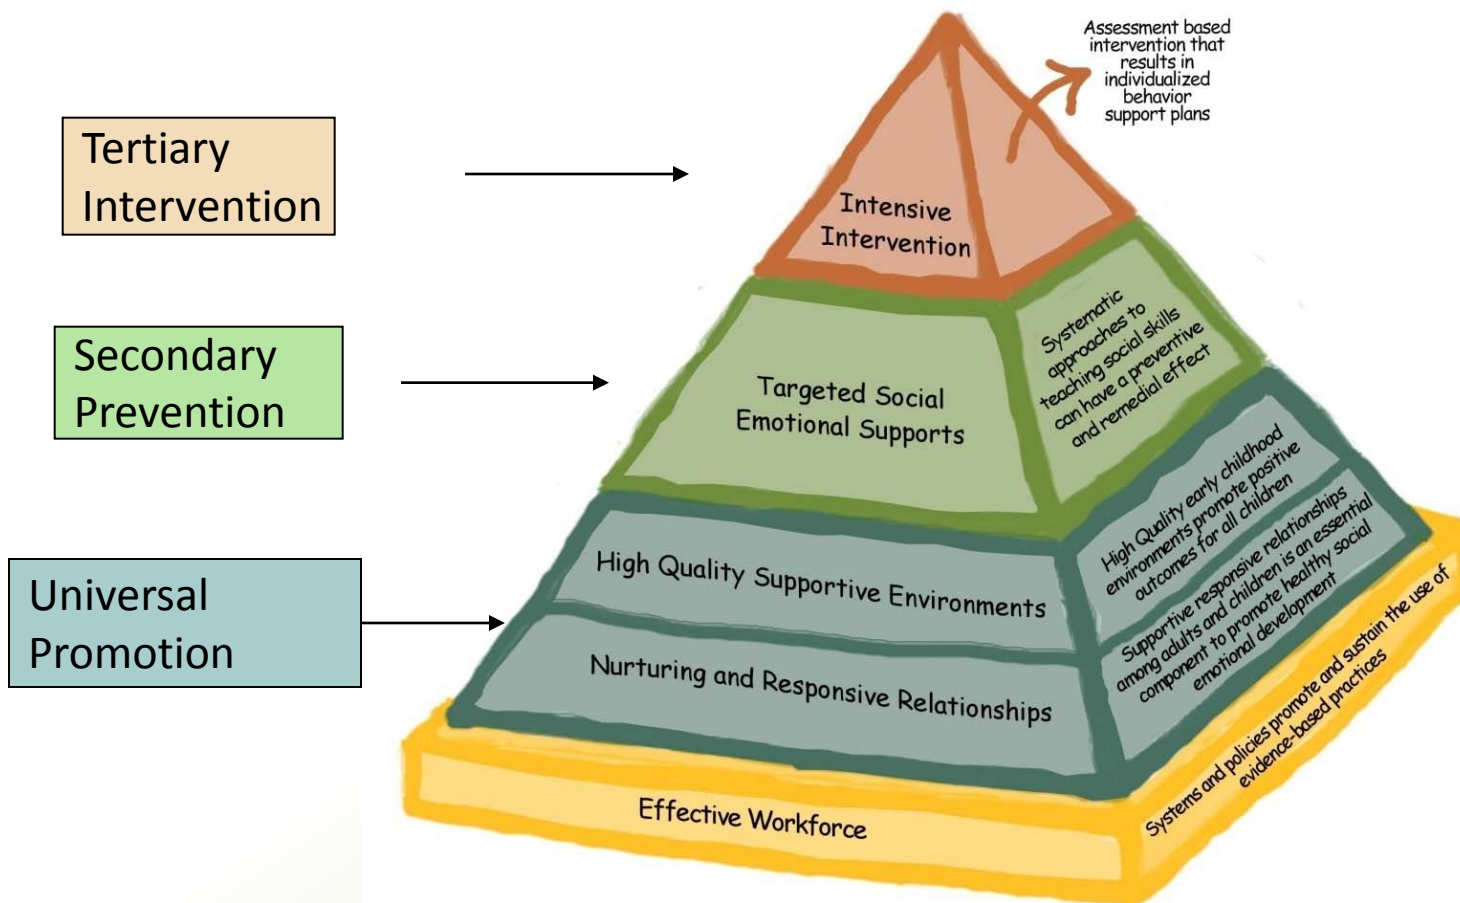 Assessment based
intervention that
results in
individualized
behavior
support plans
Tertiary
Intervention
Intensive
Intervention
Secondary
Prevention
Targeted Social
Emotional Supports
Systematic
approaches to
teaching social skills
can have a preventive
and remedial effect
Universal
Promotion
High Quality Supportive Environments
High Quality early childhood
environments promote positive
outcomes for all children
Nurturing and Responsive Relationships
Supportive responsive relationships
among adults and children is an essential
component to promote healthy social
emotional development
Effective Workforce
Systems and policies promote and sustain the use of
evidence-based practices